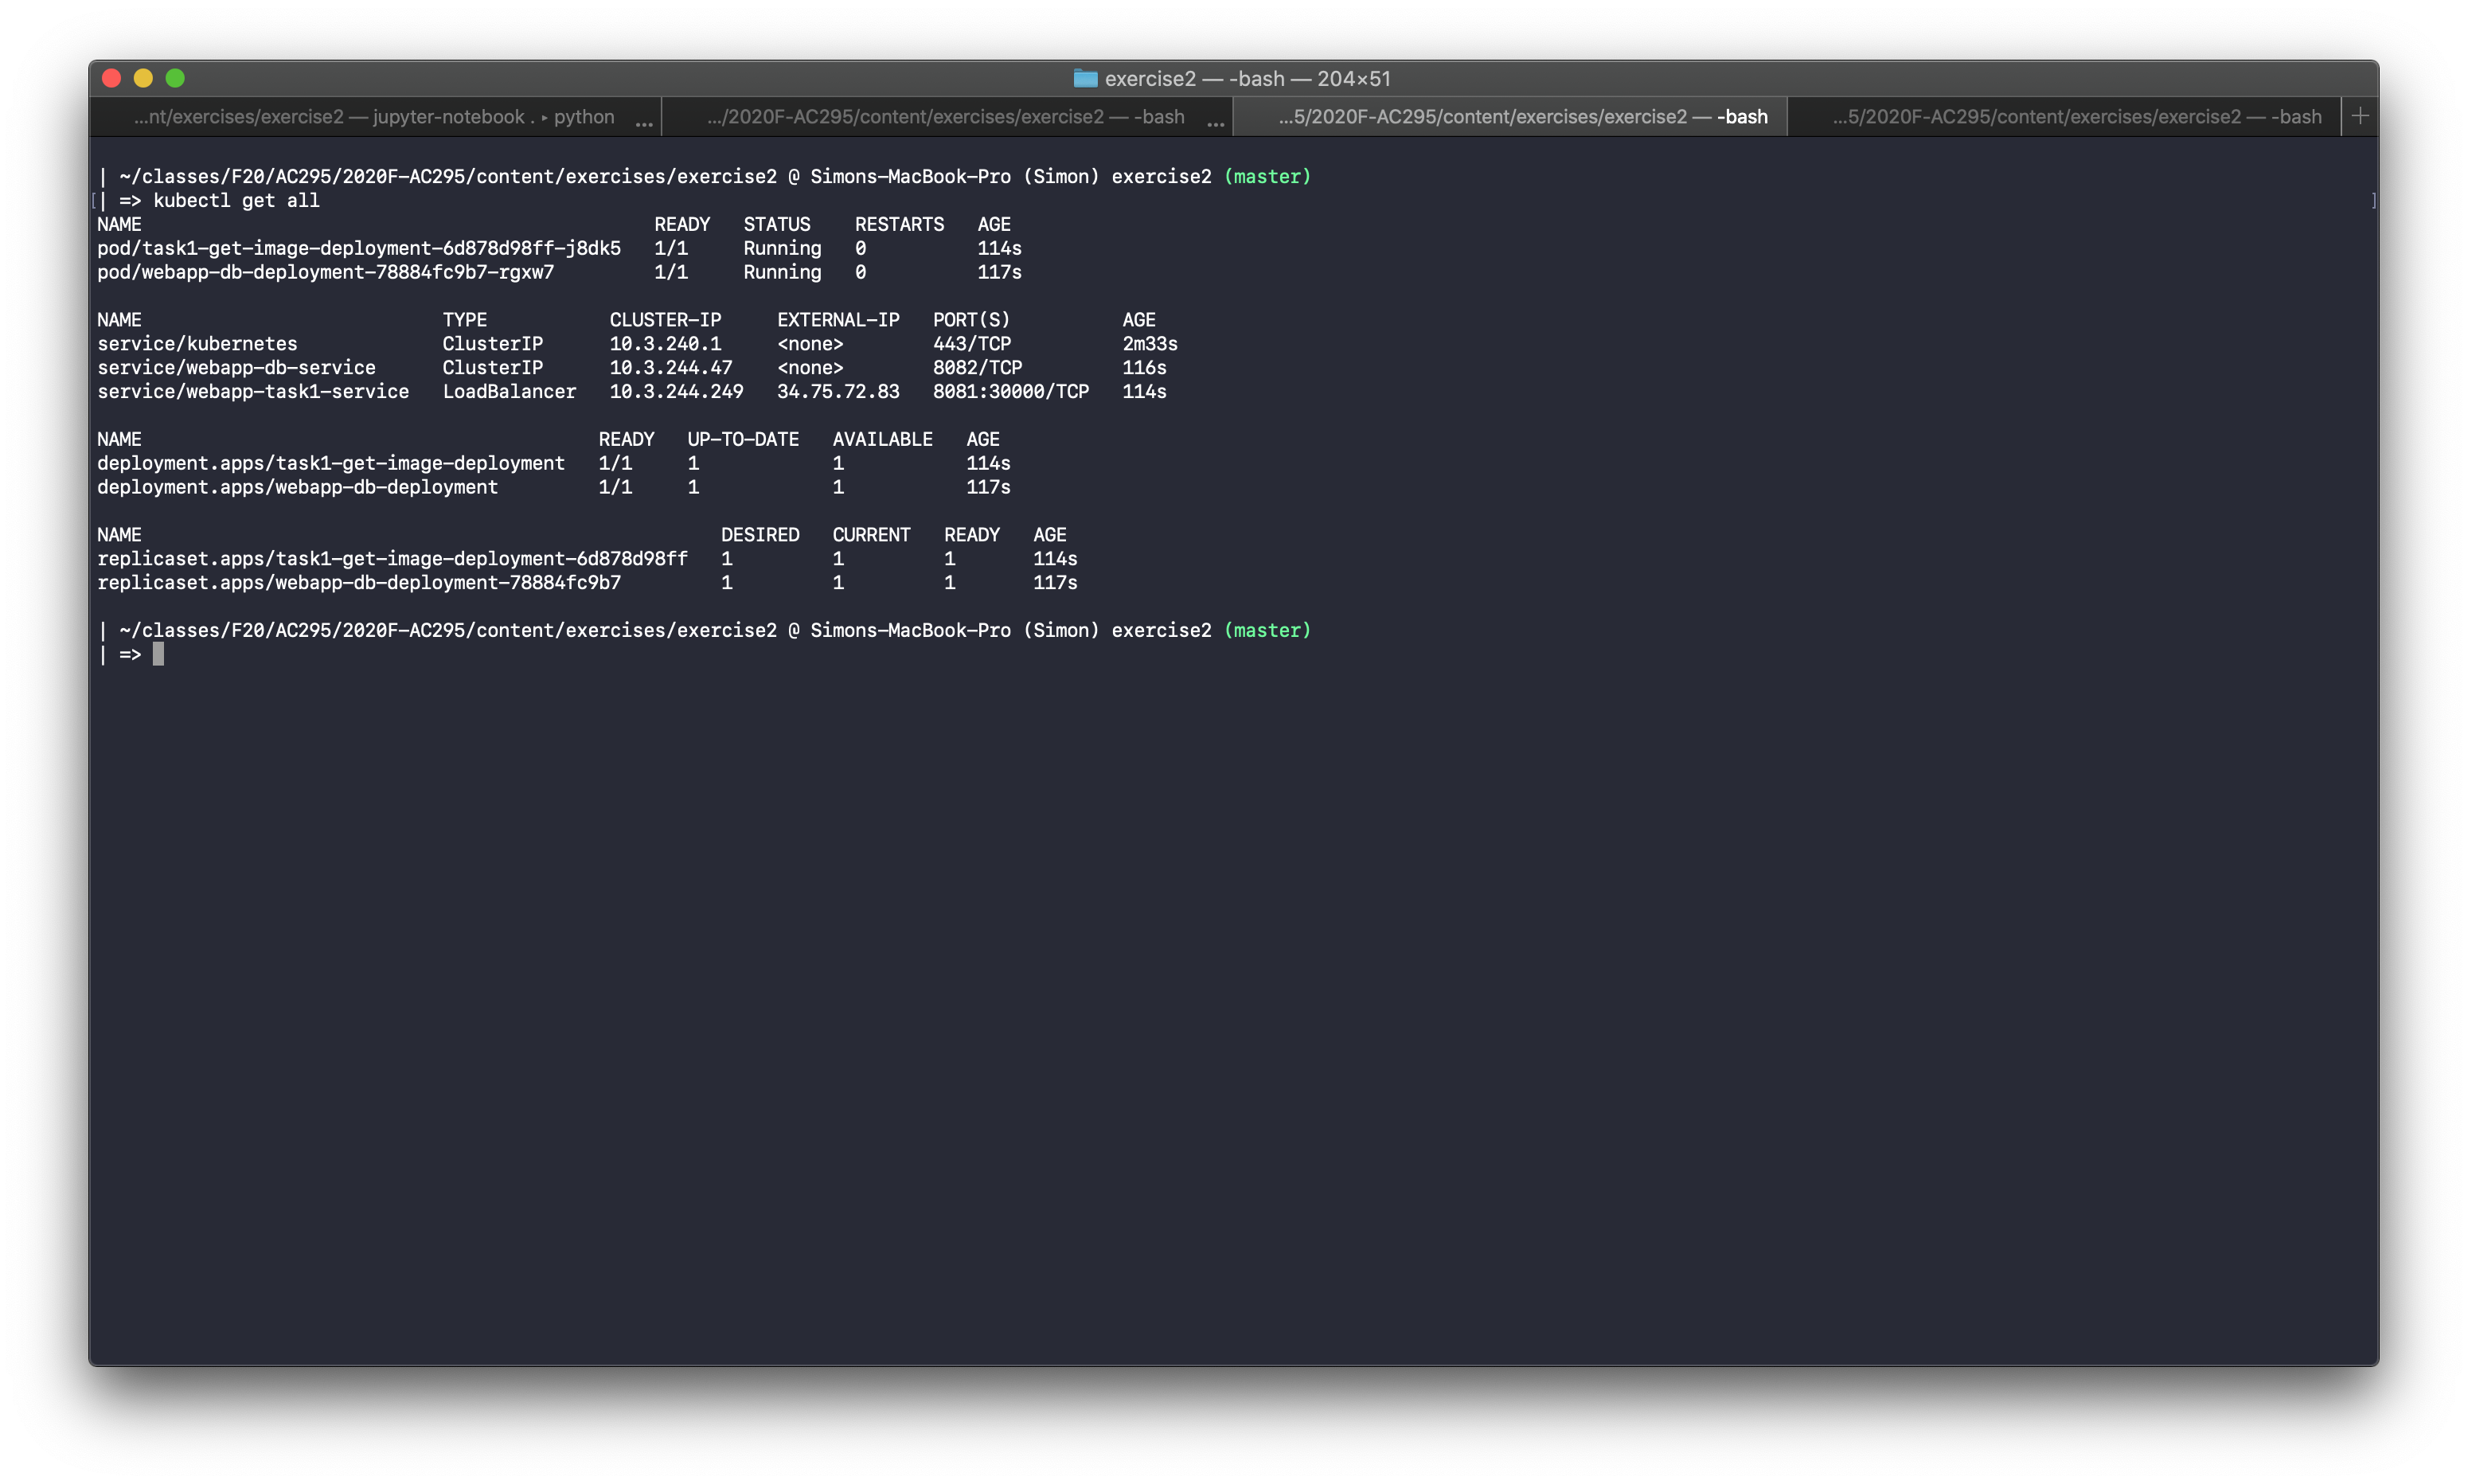 exercise2 — -bash — 204×51
...nt/exercises/exercise2 — jupyter-notebook . ▸ python ... .../2020F-AC295/content/exercises/exercise2 — -bash ... ...5/2020F-AC295/content/exercises/exercise2 — -bash ...5/2020F-AC295/content/exercises/exercise2 — -bash +
| ~/classes/F20/AC295/2020F-AC295/content/exercises/exercise2 @ Simons-MacBook-Pro (Simon) exercise2 (master)
[| => kubectl get all ]
NAME READY STATUS RESTARTS AGE
pod/task1-get-image-deployment-6d878d98ff-j8dk5 1/1 Running 0 114s
pod/webapp-db-deployment-78884fc9b7-rgxw7 1/1 Running 0 117s
NAME TYPE CLUSTER-IP EXTERNAL-IP PORT(S) AGE
service/kubernetes ClusterIP 10.3.240.1 <none> 443/TCP 2m33s
service/webapp-db-service ClusterIP 10.3.244.47 <none> 8082/TCP 116s
service/webapp-task1-service LoadBalancer 10.3.244.249 34.75.72.83 8081:30000/TCP 114s
NAME READY UP-TO-DATE AVAILABLE AGE
deployment.apps/task1-get-image-deployment 1/1 1 1 114s
deployment.apps/webapp-db-deployment 1/1 1 1 117s
NAME DESIRED CURRENT READY AGE
replicaset.apps/task1-get-image-deployment-6d878d98ff 1 1 1 114s
replicaset.apps/webapp-db-deployment-78884fc9b7 1 1 1 117s
| ~/classes/F20/AC295/2020F-AC295/content/exercises/exercise2 @ Simons-MacBook-Pro (Simon) exercise2 (master)
| =>